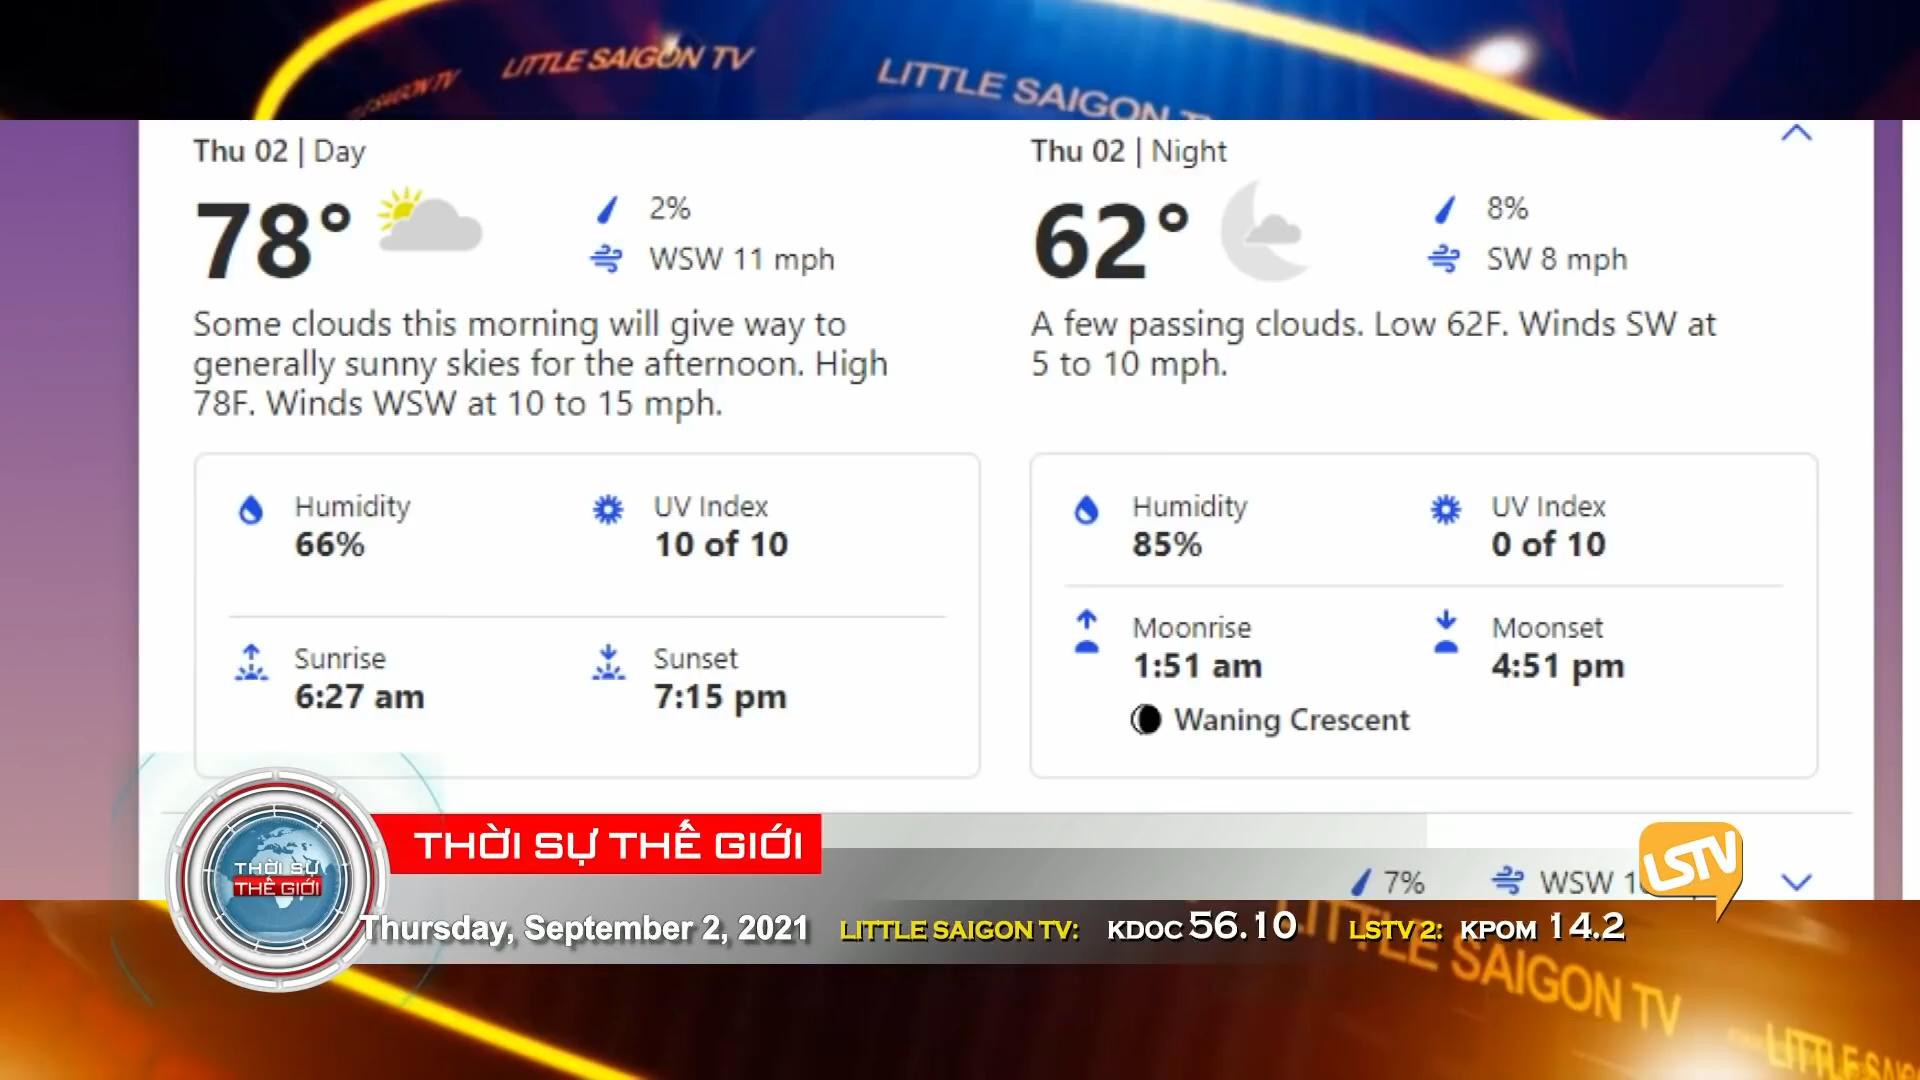 LITTLE SAIGON TV
LITTLE SAIGON TV
Thu 02 | Day
78°
2%
WSW 11 mph
Some clouds this morning will give way to
generally sunny skies for the afternoon. High
78F. Winds WSW at 10 to 15 mph.
Humidity
66%
UV Index
10 of 10
Sunrise
6:27 am
Sunset
7:15 pm
Thu 02 | Night
62°
8%
SW 8 mph
A few passing clouds. Low 62F. Winds SW at
5 to 10 mph.
Humidity
85%
UV Index
0 of 10
Moonrise
1:51 am
Moonset
4:51 pm
Waning Crescent
7%
WSW
LSTV
THỜI SỰ THẾ GIỚI
THỜI SỰ
THẾ GIỚI
Thursday, September 2, 2021 LITTLE SAIGON TV: KDOC 56.10 LSTV 2: KPOM 14.2
LITTLE SAIGON TV
LITTLE